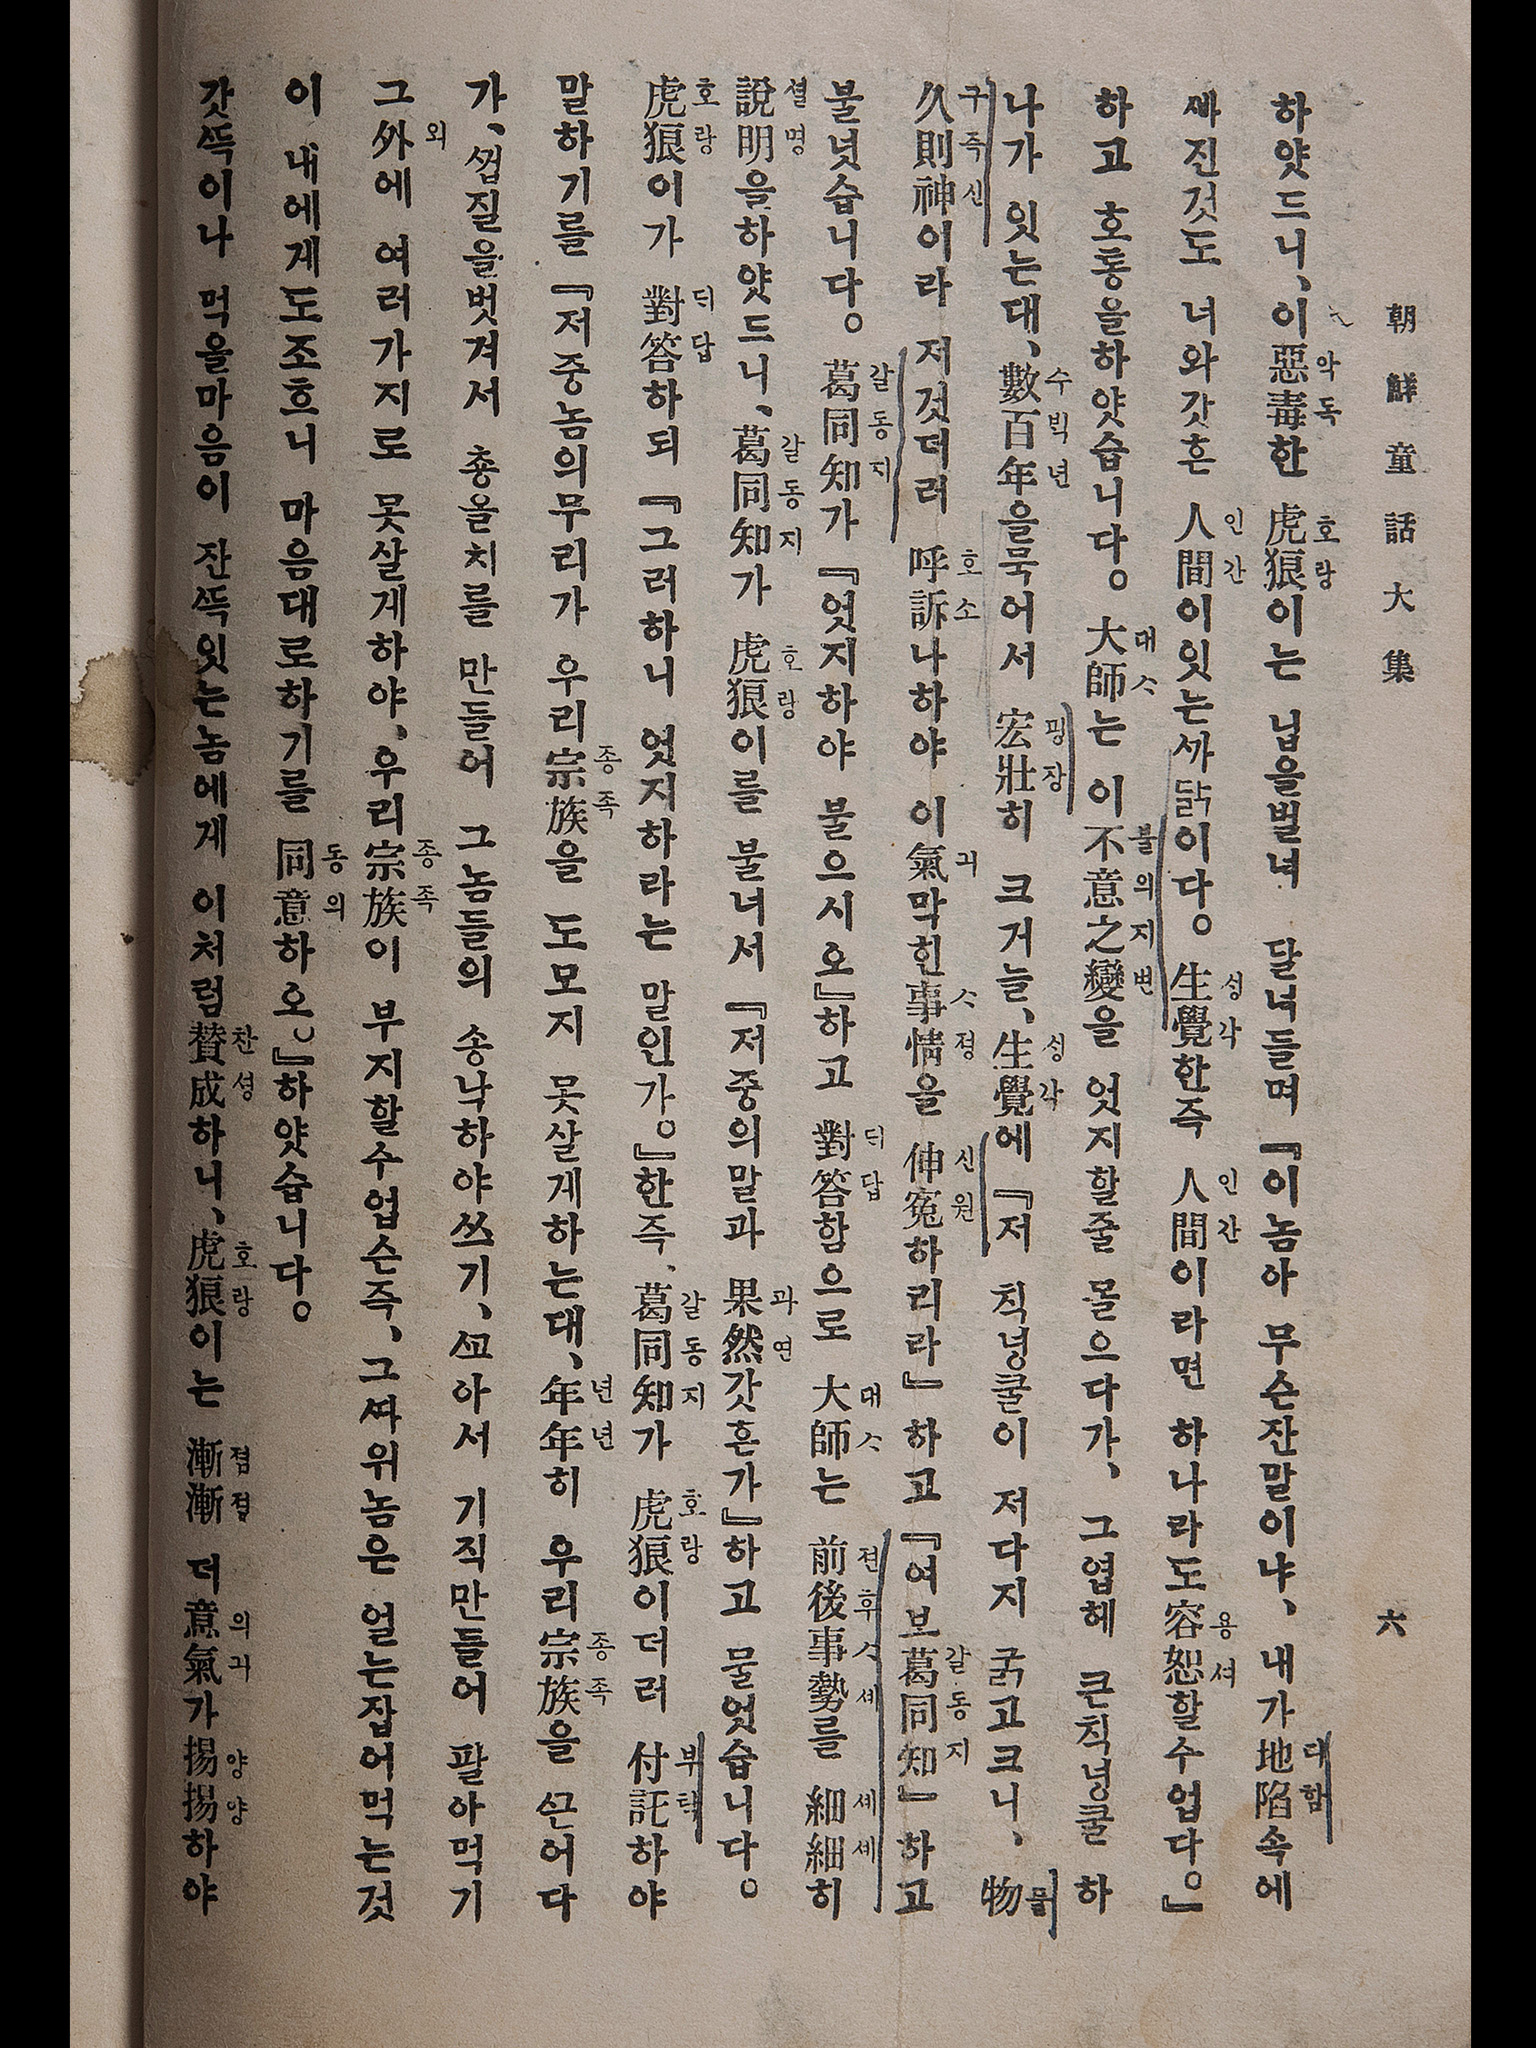 朝鮮童話大集
六
하얏드니、이惡毒한 虎狼이는 닙을벌녀 달녀들며『이놈아 무슨잔말이냐、내가地陷속에
ᄲᅡ진것도 너와갓흔 人間이잇는ᄭᅡ닭이다。生覺한즉 人間이라면 하나라도容恕할수업다。』
하고 호통을하얏습니다。大師는 이不意之變을 엇지할줄 몰으다가、그엽헤 큰칙넝쿨 하
나가 잇는대、數百年을묵어서 宏壯히 크거늘、生覺에『저 칙넝쿨이 저다지 굵고크니、物
久則神이라 저것더러 呼訴나하야 이氣막힌事情을 伸寃하리라』하고『여보葛同知』하고
불넛습니다。葛同知가『엇지하야 불으시오』하고 對答함으로 大師는 前後事勢를 細細히
說明을하얏드니、葛同知가 虎狼이를 불너서『저중의말과 果然갓흔가』하고 물엇습니다。
虎狼이가 對答하되『그러하니 엇지하라는 말인가。』한즉、葛同知가 虎狼이더러 付託하야
말하기를『저중놈의무리가 우리宗族을 도모지 못살게하는대、年年히 우리宗族을 ᄭᅳᆫ어다
가、ᄭᅥᆸ질을벗겨서 총올치를 만들어 그놈들의 송낙하야쓰기、ᄭᅩ아서 기직만들어 팔아먹기
그外에 여러가지로 못살게하야、우리宗族이 부지할수업슨즉、그ᄶᅡ위놈은 얼는잡어먹는것
이 내에게도조흐니 마음대로하기를 同意하오。』하얏습니다。
갓ᄯᅳᆨ이나 먹을마음이 잔ᄯᅳᆨ잇는놈에게 이처럼賛成하니、虎狼이는 漸漸 더意氣가揚揚하야